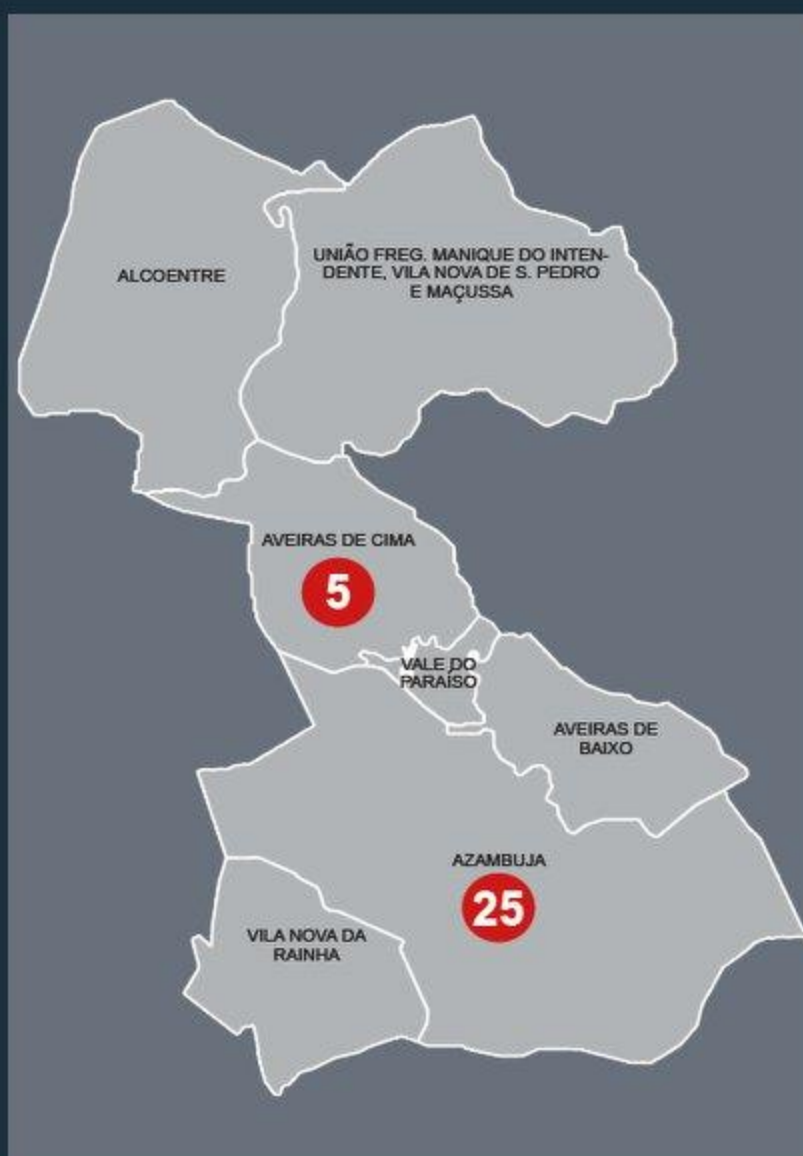 ALCOENTRE
UNIÃO FREG. MANIQUE DO INTEN-
DENTE, VILA NOVA DE S. PEDRO
E MAÇUSSA
AVEIRAS DE CIMA
5
VALE DO
PARAÍSO
AVEIRAS DE
BAIXO
AZAMBUJA
25
VILA NOVA DA
RAINHA